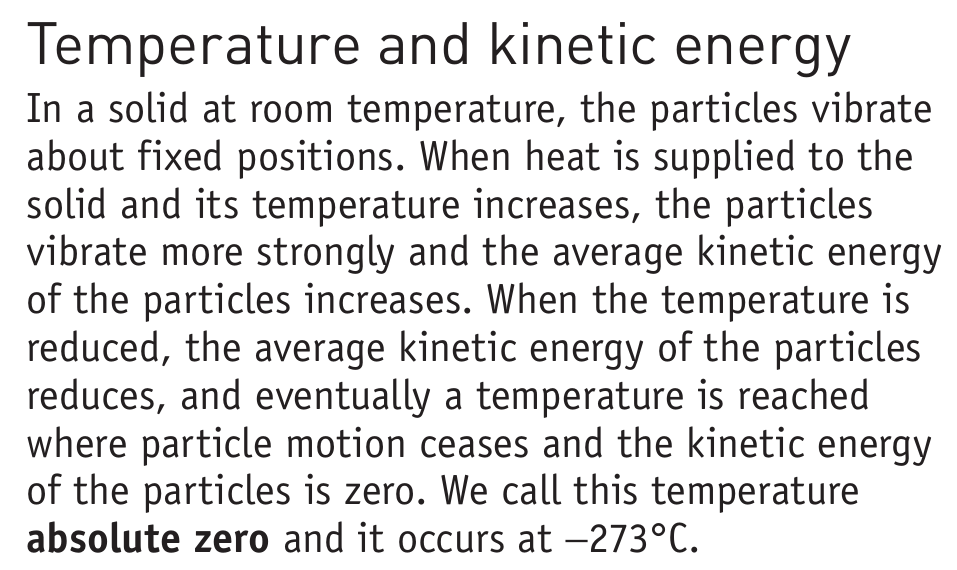 Temperature and kinetic energy
In a solid at room temperature, the particles vibrate
about fixed positions. When heat is supplied to the
solid and its temperature increases, the particles
vibrate more strongly and the average kinetic energy
of the particles increases. When the temperature is
reduced, the average kinetic energy of the particles
reduces, and eventually a temperature is reached
where particle motion ceases and the kinetic energy
of the particles is zero. We call this temperature
absolute zero and it occurs at –273°C.